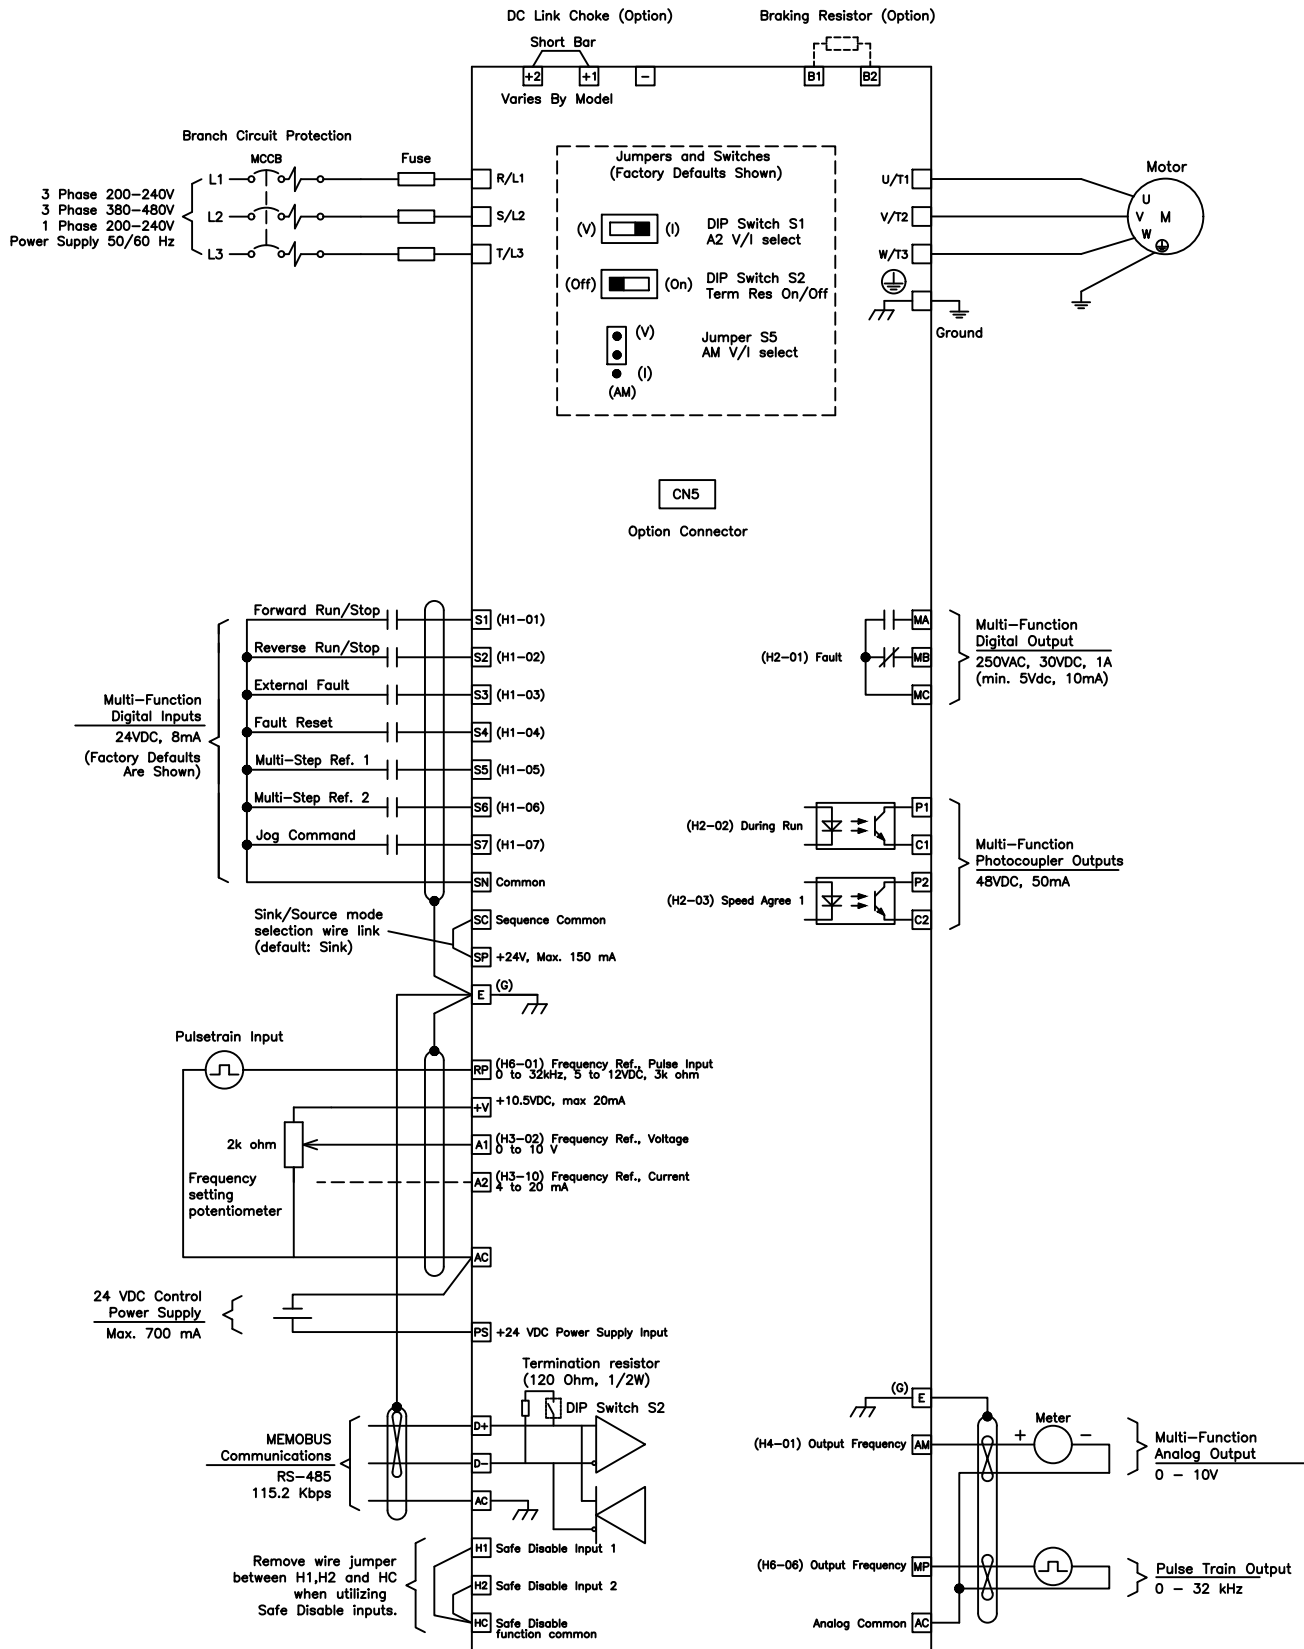 DC Link Choke (Option)
Braking Resistor (Option)
Short Bar
+2
+1
-
B1
B2
Varies By Model
Branch Circuit Protection
MCCB
Fuse
L1
L2
L3
3 Phase 200-240V
3 Phase 380-480V
1 Phase 200-240V
Power Supply 50/60 Hz
R/L1
S/L2
T/L3
Jumpers and Switches
(Factory Defaults Shown)
(V)
(I)
DIP Switch S1
A2 V/I select
(Off)
(On)
DIP Switch S2
Term Res On/Off
(V)
(I)
(AM)
Jumper S5
AM V/I select
U/T1
V/T2
W/T3
Ground
Motor
U
V
M
W
CN5
Option Connector
Forward Run/Stop
S1
(H1-01)
Reverse Run/Stop
S2
(H1-02)
External Fault
S3
(H1-03)
Fault Reset
S4
(H1-04)
Multi-Step Ref. 1
S5
(H1-05)
Multi-Step Ref. 2
S6
(H1-06)
Jog Command
S7
(H1-07)
SN
Common
Multi-Function
Digital Inputs
24VDC, 8mA
(Factory Defaults
Are Shown)
Sink/Source mode
selection wire link
(default: Sink)
SC
Sequence Common
SP
+24V, Max. 150 mA
E
(G)
MA
MB
MC
(H2-01) Fault
Multi-Function
Digital Output
250VAC, 30VDC, 1A
(min. 5Vdc, 10mA)
P1
C1
P2
C2
(H2-02) During Run
(H2-03) Speed Agree 1
Multi-Function
Photocoupler Outputs
48VDC, 50mA
Pulsetrain Input
RP
(H6-01) Frequency Ref., Pulse Input
0 to 32kHz, 5 to 12VDC, 3k ohm
+V
+10.5VDC, max 20mA
2k ohm
A1
(H3-02) Frequency Ref., Voltage
0 to 10 V
A2
(H3-10) Frequency Ref., Current
4 to 20 mA
Frequency
setting
potentiometer
AC
24 VDC Control
Power Supply
Max. 700 mA
PS
+24 VDC Power Supply Input
Termination resistor
(120 Ohm, 1/2W)
DIP Switch S2
D+
D-
AC
MEMOBUS
Communications
RS-485
115.2 Kbps
H1
Safe Disable Input 1
H2
Safe Disable Input 2
HC
Safe Disable
function common
Remove wire jumper
between H1,H2 and HC
when utilizing
Safe Disable inputs.
(G)
E
(H4-01) Output Frequency
AM
+
Meter
-
Multi-Function
Analog Output
0 - 10V
(H6-06) Output Frequency
MP
Pulse Train Output
0 - 32 kHz
Analog Common
AC